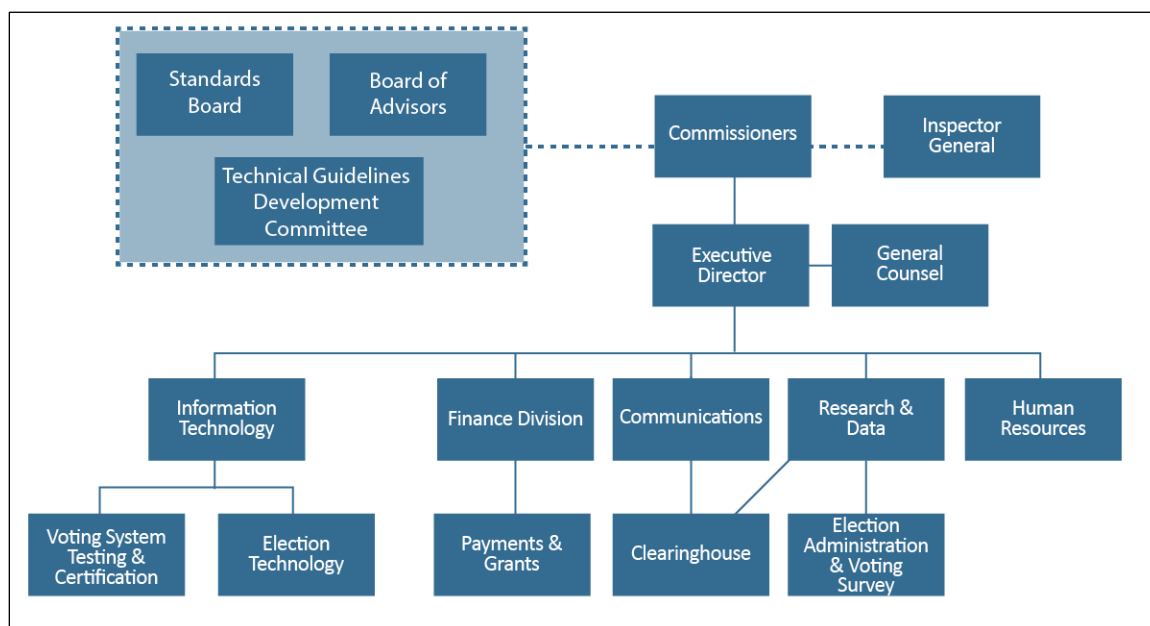 Standards
Board
Board of
Advisors
Technical Guidelines
Development
Committee
Commissioners
Inspector
General
Executive
Director
General
Counsel
Information
Technology
Finance Division
Communications
Research &
Data
Human
Resources
Voting System
Testing &
Certification
Election
Technology
Payments &
Grants
Clearinghouse
Election
Administration
& Voting
Survey